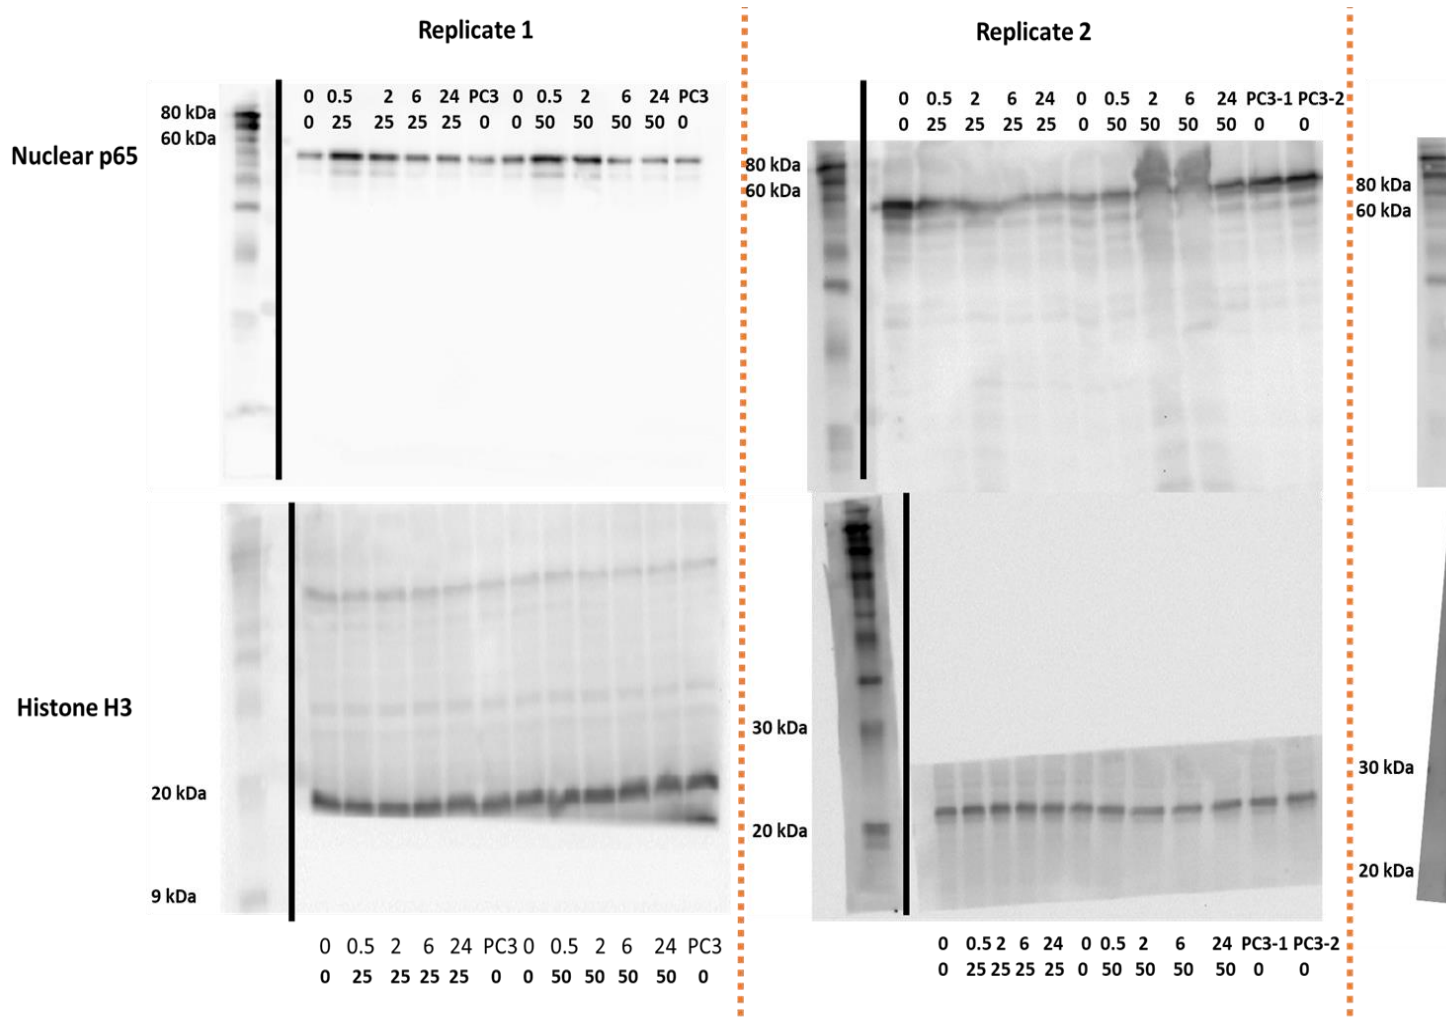 Replicate 1
0 0.5 2 6 24 PC3 0 0.5 2 6 24 PC3
0 25 25 25 25 0 0 50 50 50 50 0
80 kDa
60 kDa
Nuclear p65
Histone H3
20 kDa
9 kDa
0 0.5 2 6 24 PC3 0 0.5 2 6 24 PC3
0 25 25 25 25 0 0 50 50 50 50 0
Replicate 2
0 0.5 2 6 24 0 0.5 2 6 24 PC3-1 PC3-2
0 25 25 25 25 0 50 50 50 50 0 0
80 kDa
60 kDa
30 kDa
20 kDa
0 0.5 2 6 24 0 0.5 2 6 24 PC3-1 PC3-2
0 25 25 25 25 0 50 50 50 50 0 0
80 kDa
60 kDa
30 kDa
20 kDa